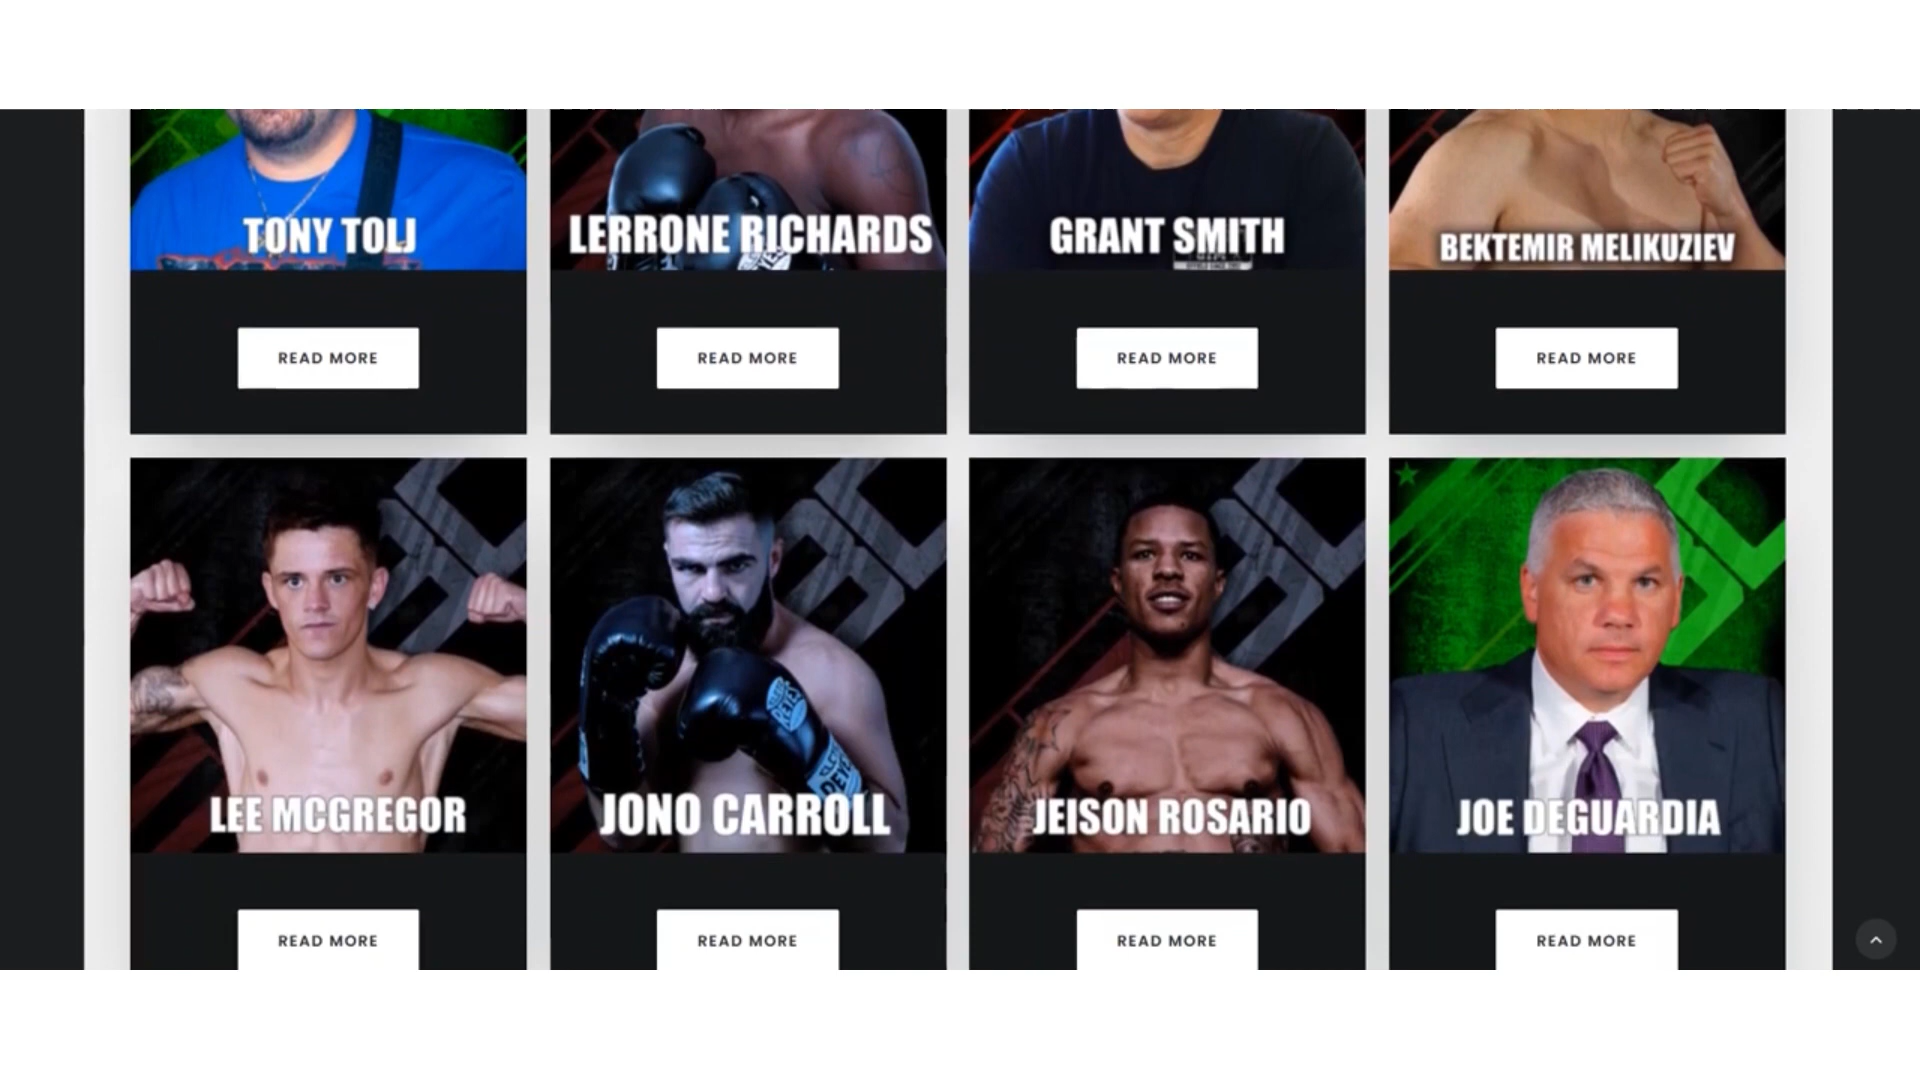 TONY TOLJ
LERRONE RICHARDS
GRANT SMITH
BEKTEMIR MELIKUZIEV
READ MORE
READ MORE
READ MORE
READ MORE
LEE MCGREGOR
JONO CARROLL
JEISON ROSARIO
JOE DEGUARDIA
READ MORE
READ MORE
READ MORE
READ MORE